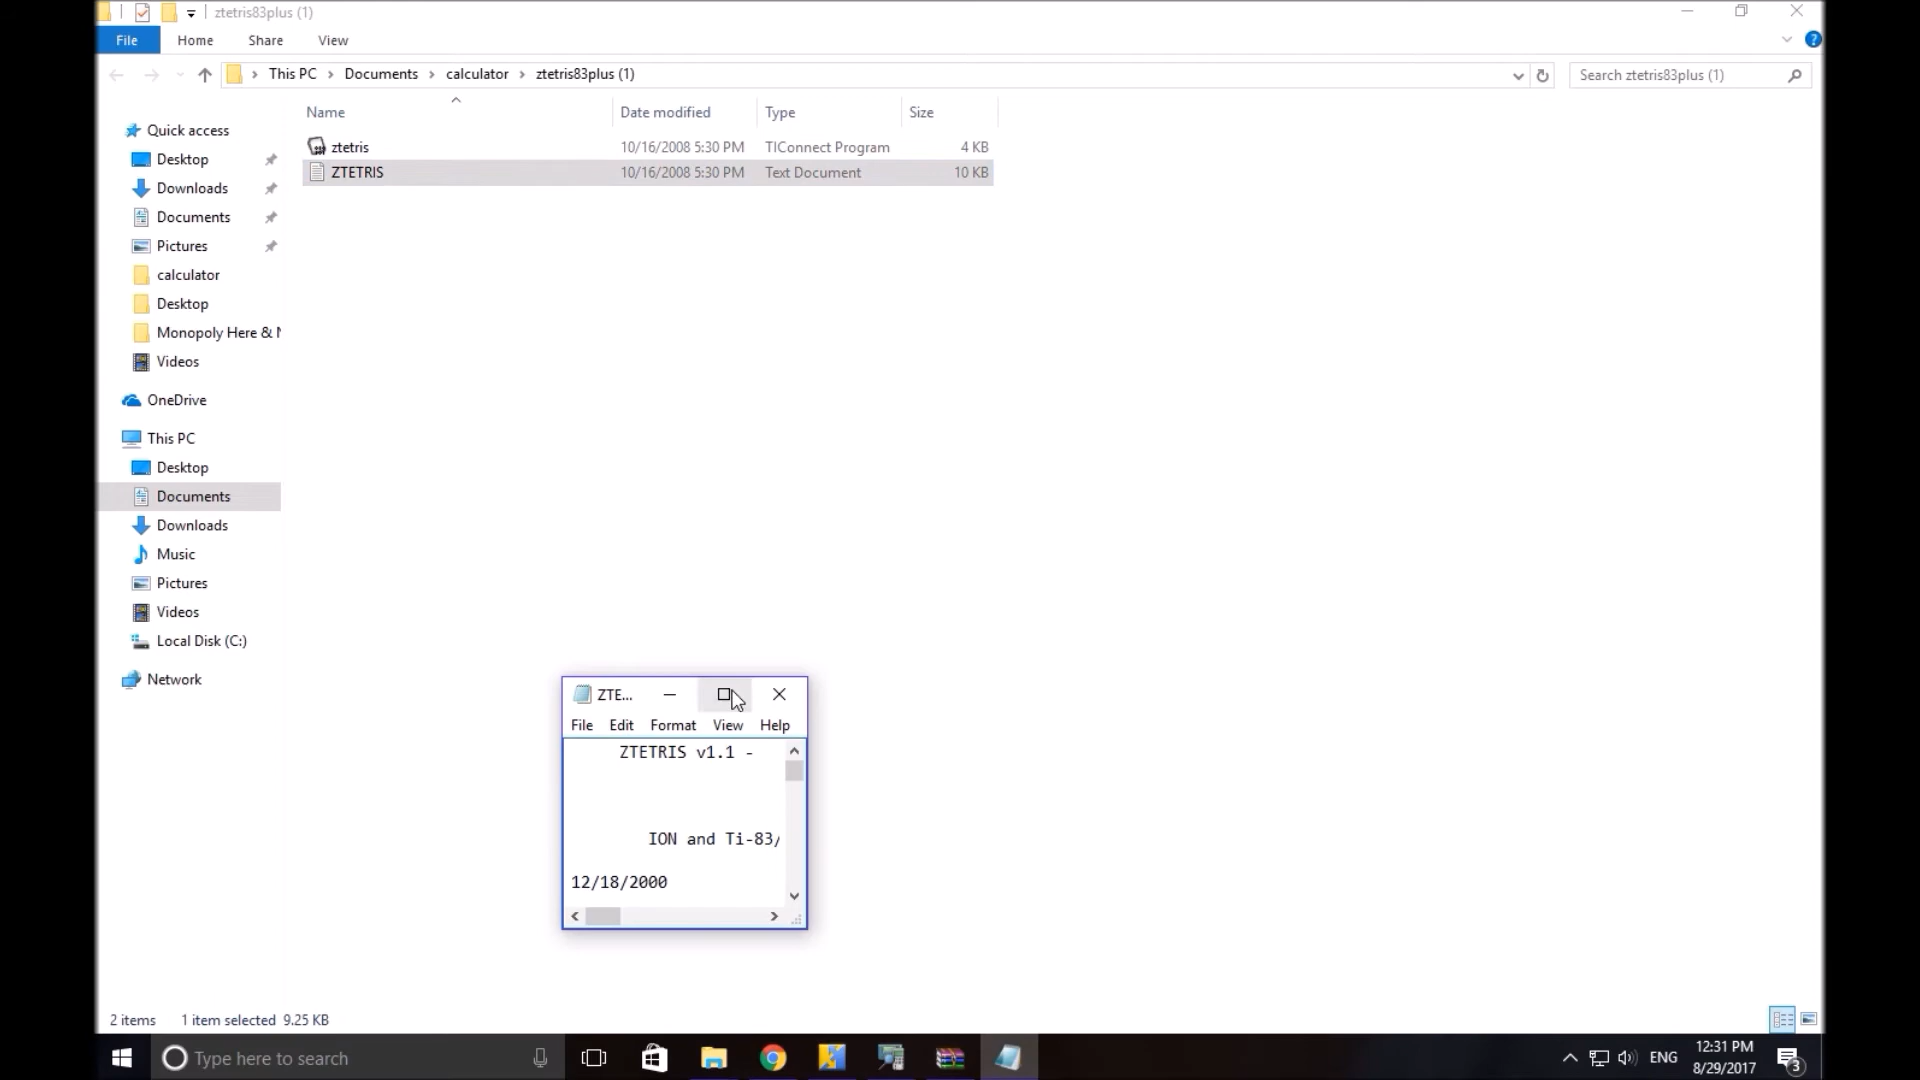 ztetris83plus (1)
File Home Share View
This PC Documents calculator ztetris83plus (1)
Search ztetris83plus (1)
Name Date modified Type Size
ztetris 10/16/2008 5:30 PM TIConnect Program 4 KB
ZTETRIS 10/16/2008 5:30 PM Text Document 10 KB
Quick access
Desktop
Downloads
Documents
Pictures
calculator
Desktop
Monopoly Here &
Videos
OneDrive
This PC
Desktop
Documents
Downloads
Music
Pictures
Videos
Local Disk (C:)
Network
ZTE...
File Edit Format View Help
ZTETRIS v1.1 -
ION and Ti-83/
12/18/2000
2 items 1 item selected 9.25 KB
Type here to search
ENG
12:31 PM
8/29/2017
3